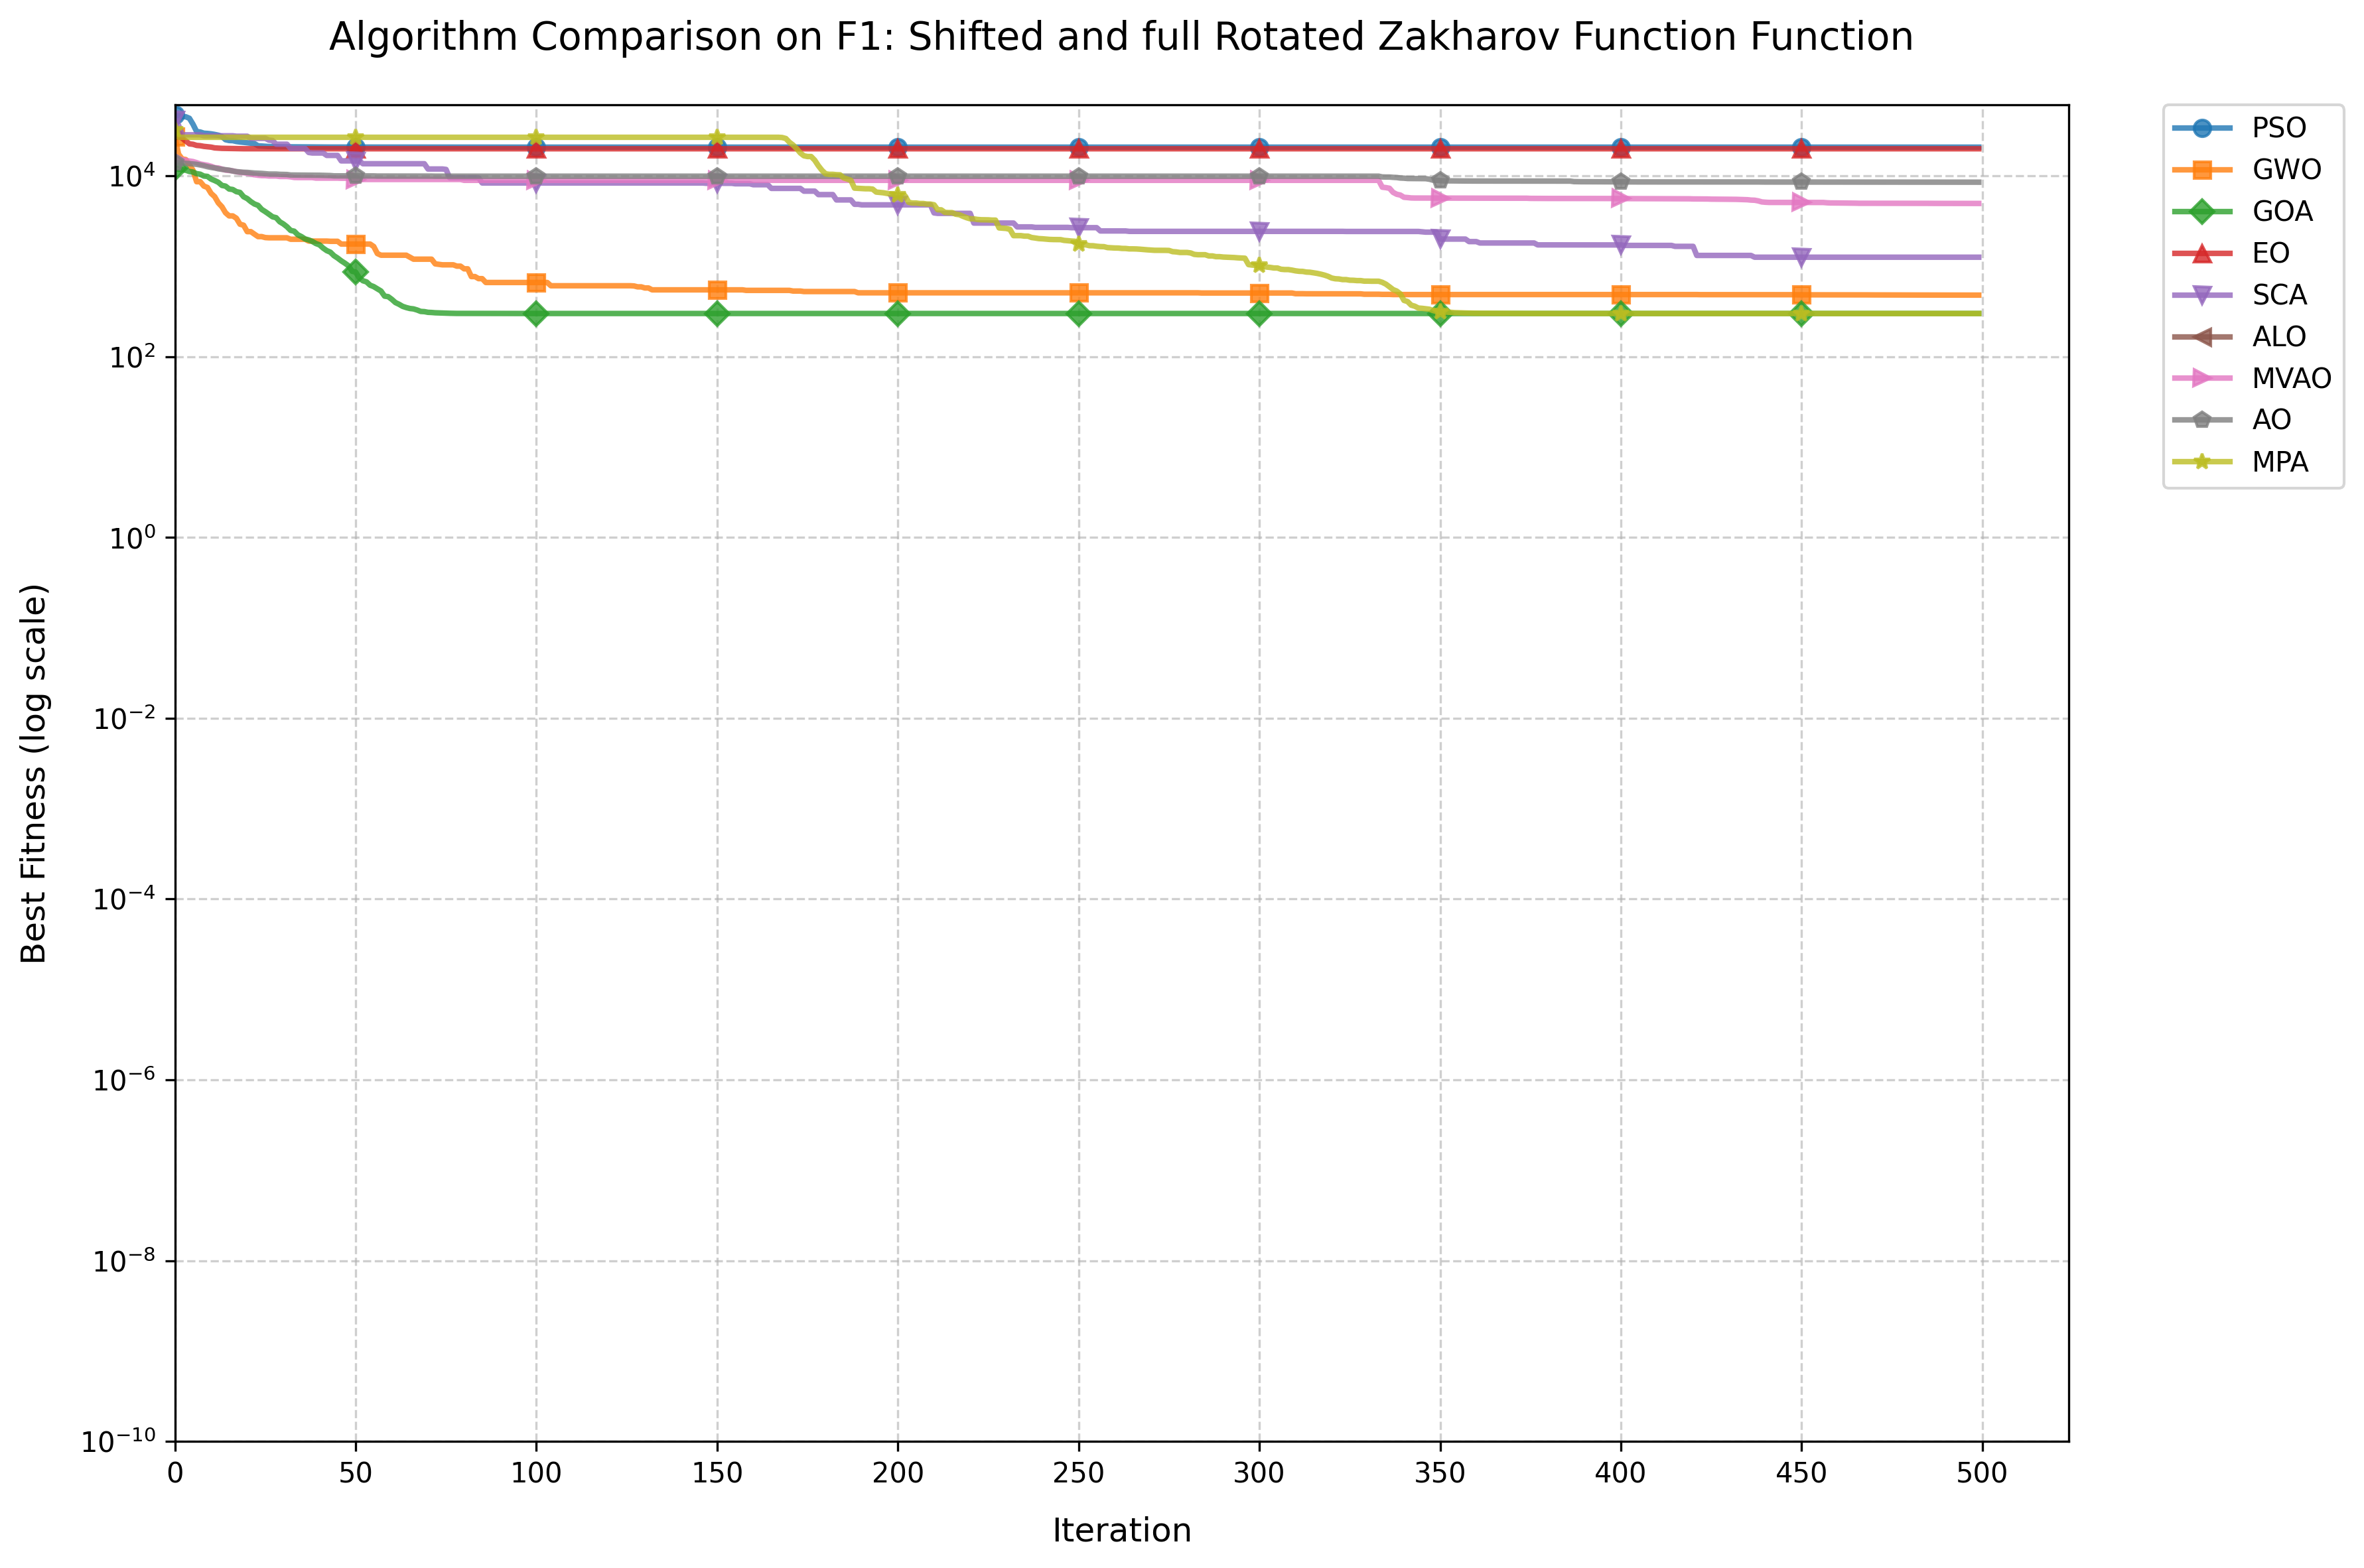 Algorithm Comparison on F1: Shifted and full Rotated Zakharov Function Function
PSO
GWO
GOA
EO
SCA
ALO
MVAO
AO
MPA
Best Fitness (log scale)
10⁴
10²
10⁰
10⁻²
10⁻⁴
10⁻⁶
10⁻⁸
10⁻¹⁰
0 50 100 150 200 250 300 350 400 450 500
Iteration